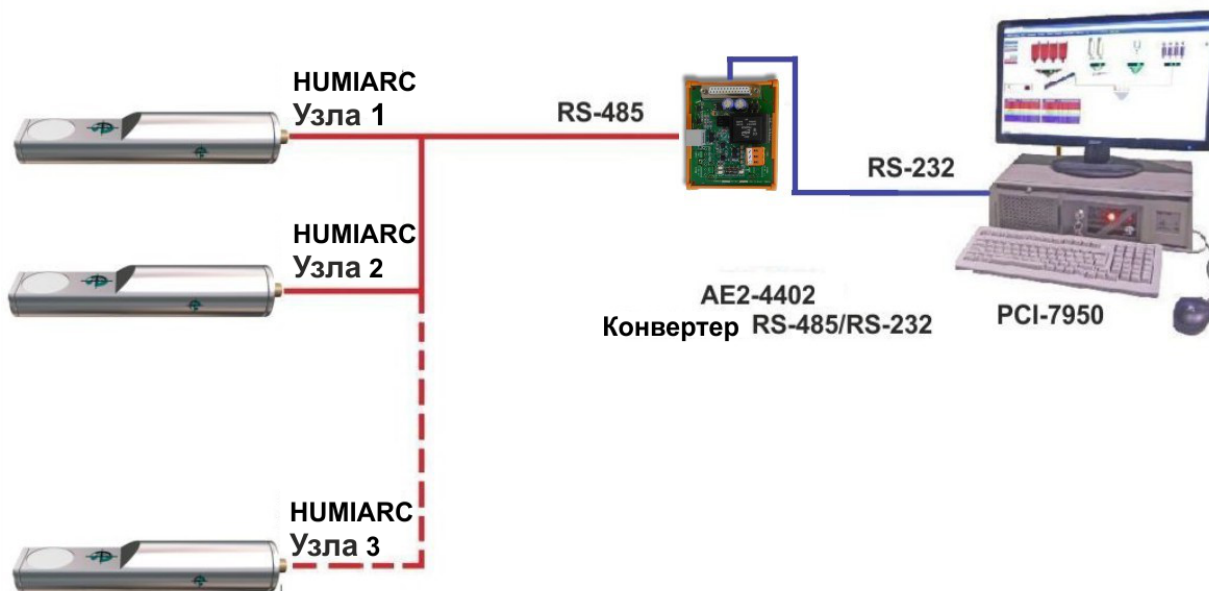 HUMIARC
Узла 1
RS-485
RS-232
HUMIARC
Узла 2
AE2-4402
Конвертер RS-485/RS-232
PCI-7950
HUMIARC
Узла 3